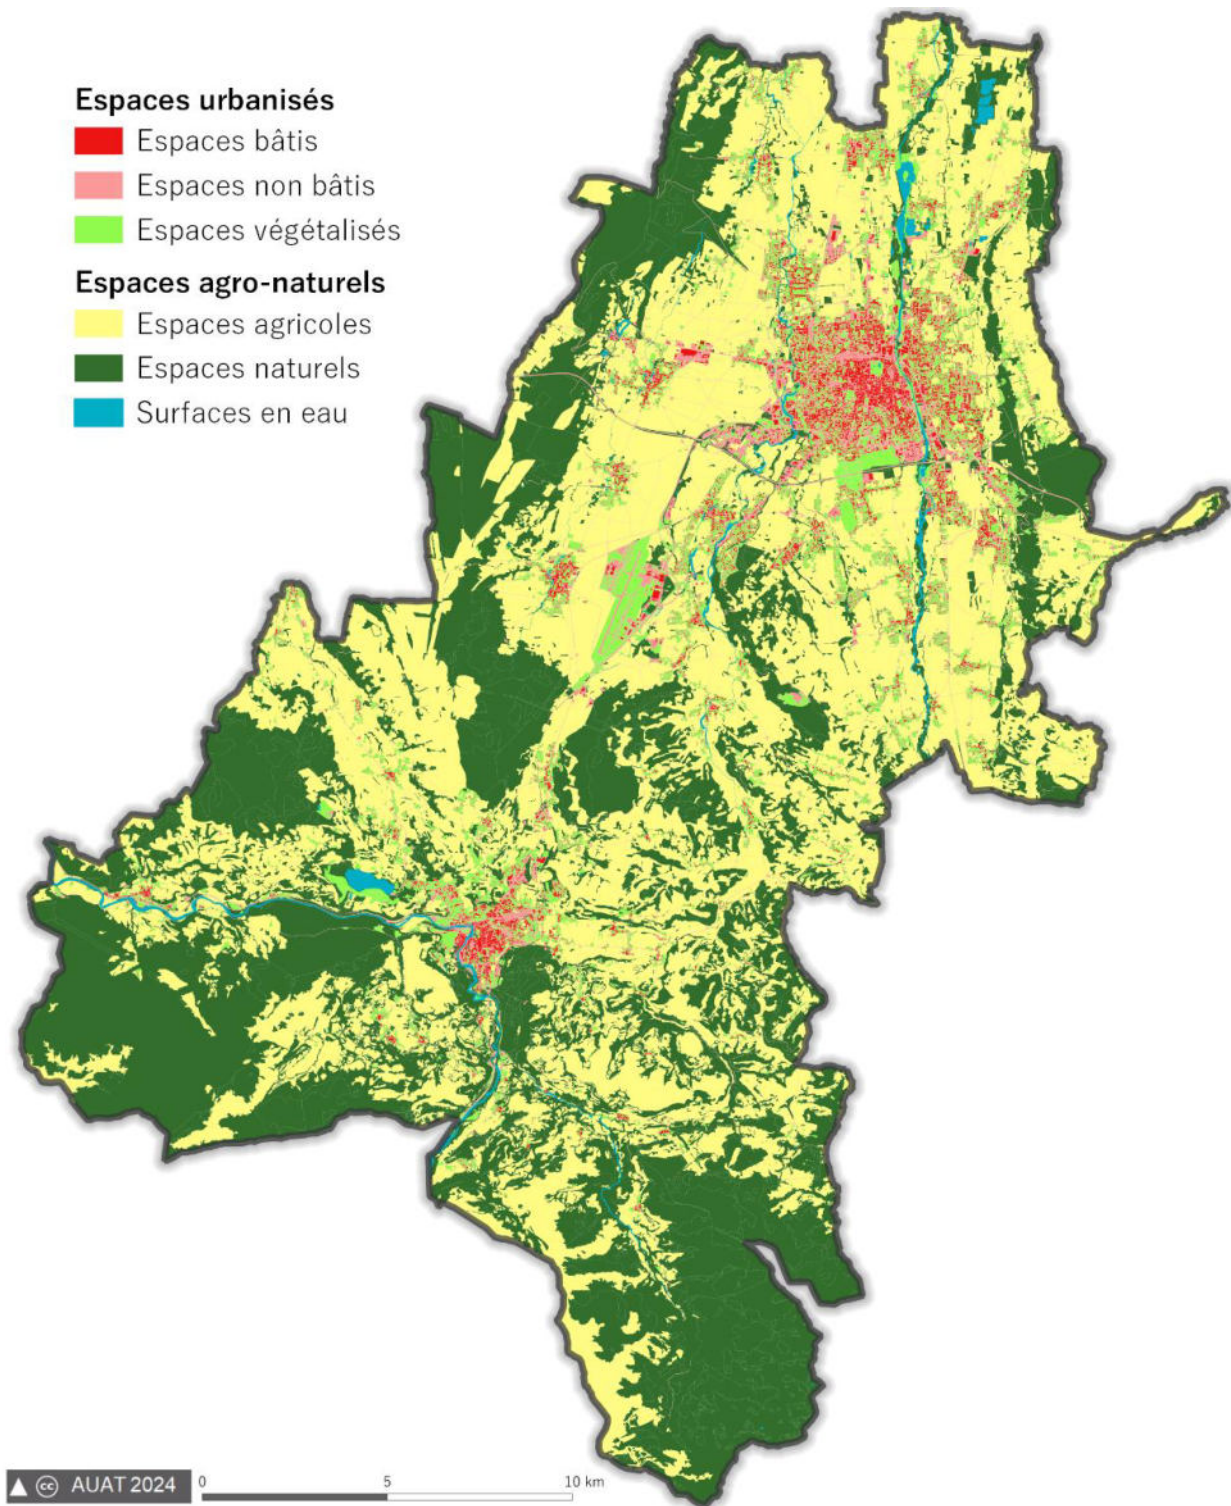 Espaces urbanisés
Espaces bâtis
Espaces non bâtis
Espaces végétalisés
Espaces agro-naturels
Espaces agricoles
Espaces naturels
Surfaces en eau
cc AUAT 2024
0 5 10 km